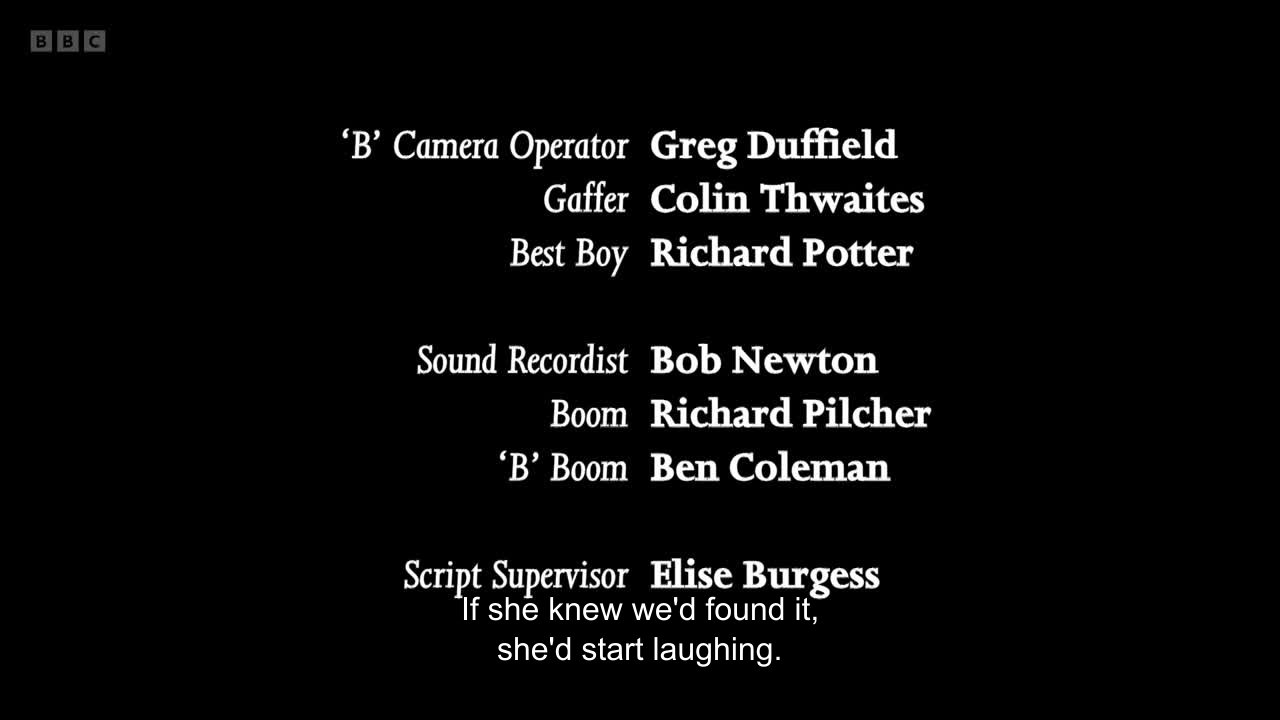 BBC
‘B’ Camera Operator Greg Duffield
Gaffer Colin Thwaites
Best Boy Richard Potter
Sound Recordist Bob Newton
Boom Richard Pilcher
‘B’ Boom Ben Coleman
Script Supervisor Elise Burgess
If she knew we'd found it,
she'd start laughing.